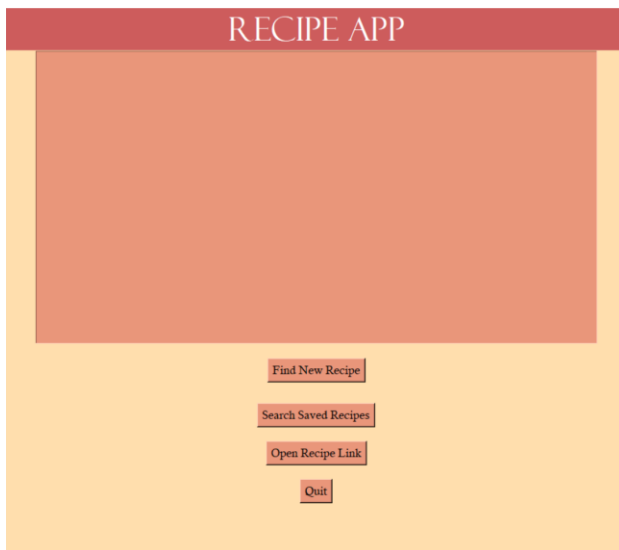 RECIPE APP
Find New Recipe
Search Saved Recipes
Open Recipe Link
Quit